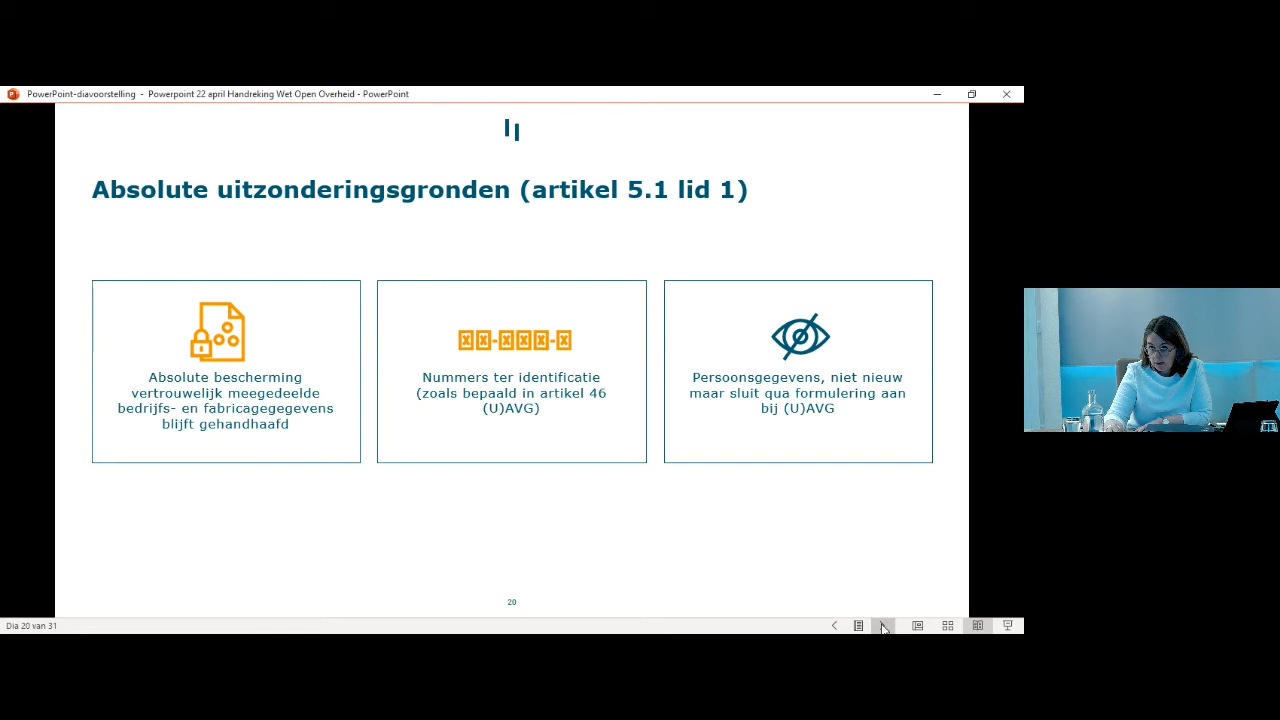 PowerPoint-diavoorstelling - Powerpoint 22 april Handreking Wet Open Overheid - PowerPoint
Absolute uitzonderingsgronden (artikel 5.1 lid 1)
Absolute bescherming
vertrouwelijk meegedeelde
bedrijfs- en fabricagegegevens
blijft gehandhaafd
Nummers ter identificatie
(zoals bepaald in artikel 46
(U)AVG)
Persoonsgegevens, niet nieuw
maar sluit qua formulering aan
bij (U)AVG
20
Dia 20 van 31